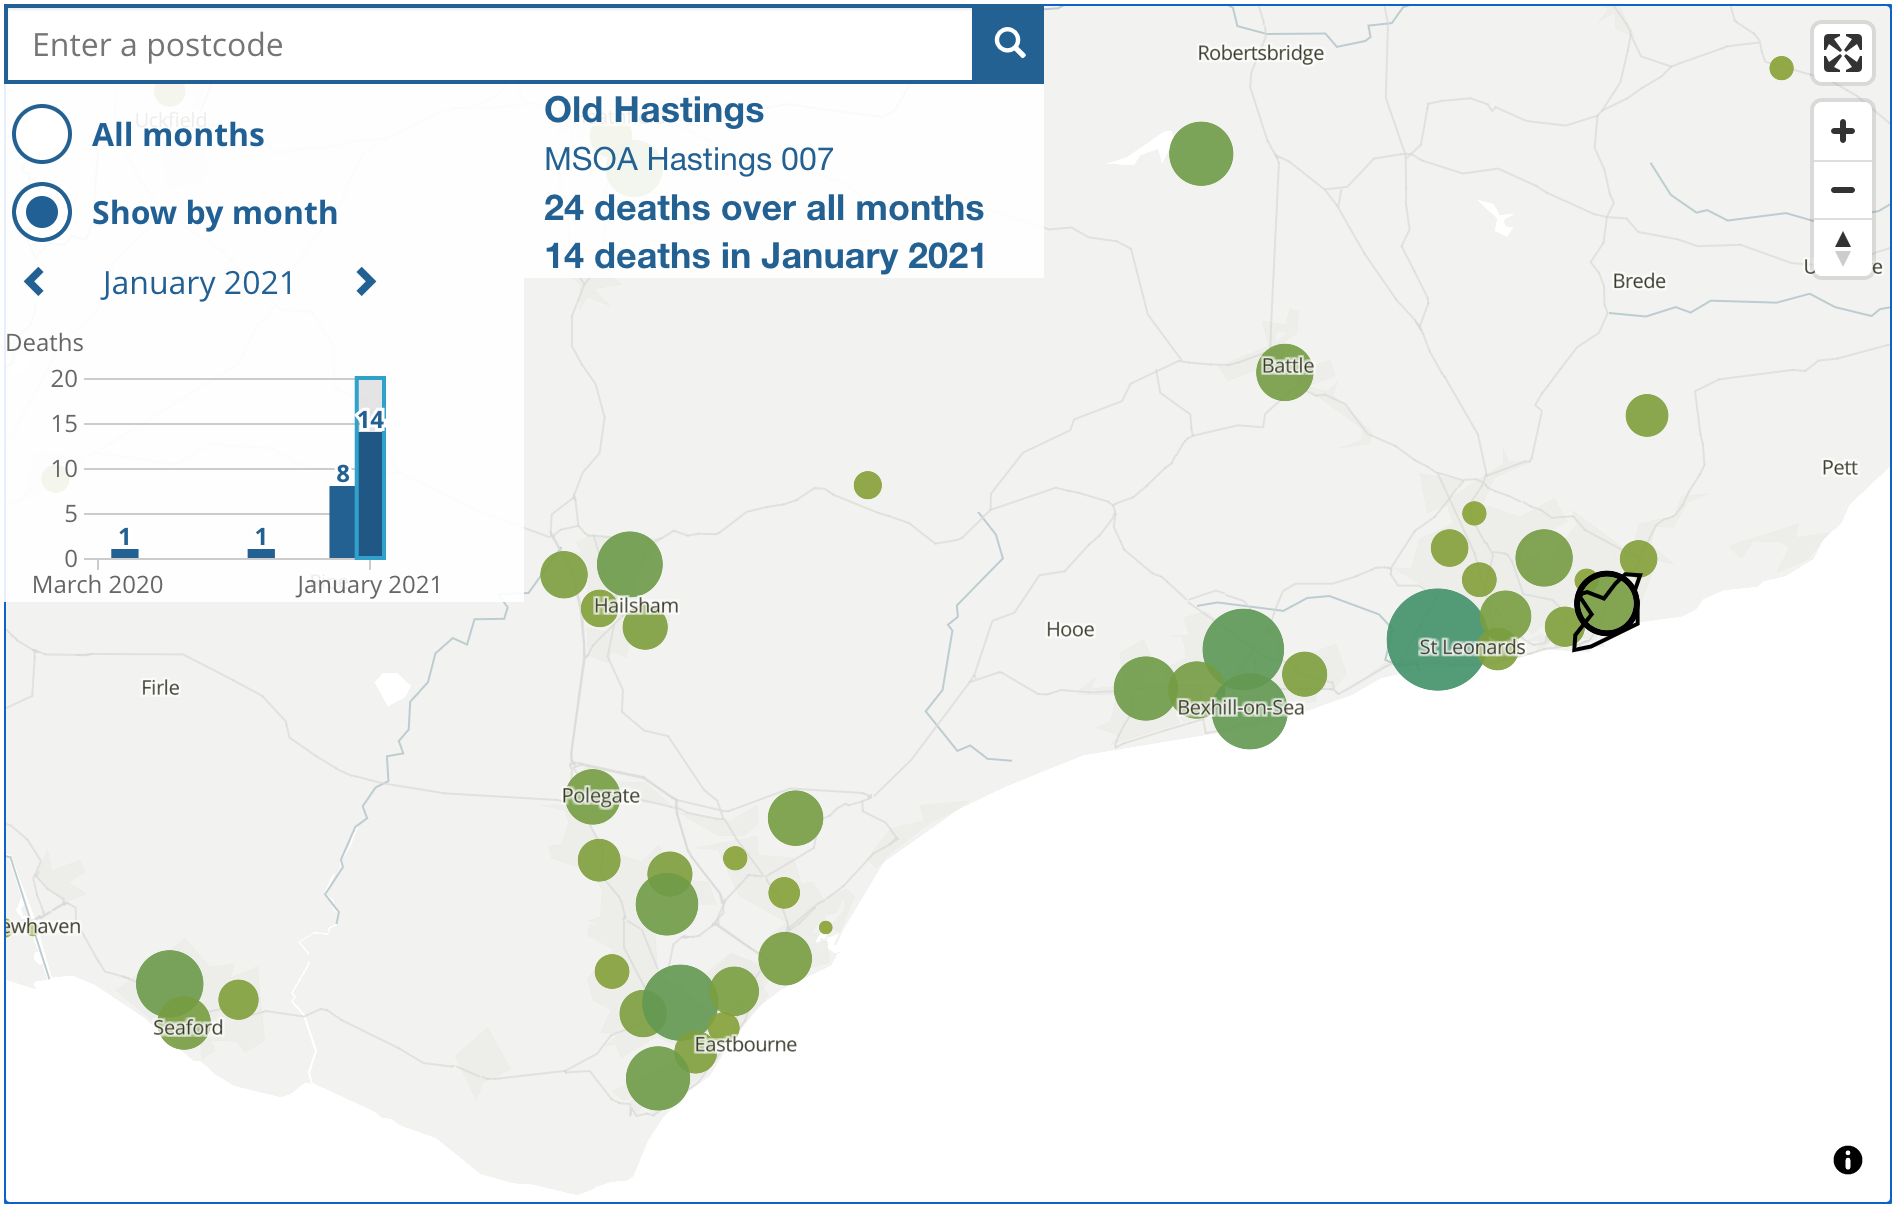 Enter a postcode
All months
Show by month
January 2021
Deaths
20
15
10
5
0
1
1
8
14
March 2020
January 2021
Old Hastings
MSOA Hastings 007
24 deaths over all months
14 deaths in January 2021
Uckfield
Robertsbridge
Brede
Battle
Pett
Hailsham
Hooe
St Leonards
Firle
Bexhill-on-Sea
Polegate
ewhaven
Seaford
Eastbourne